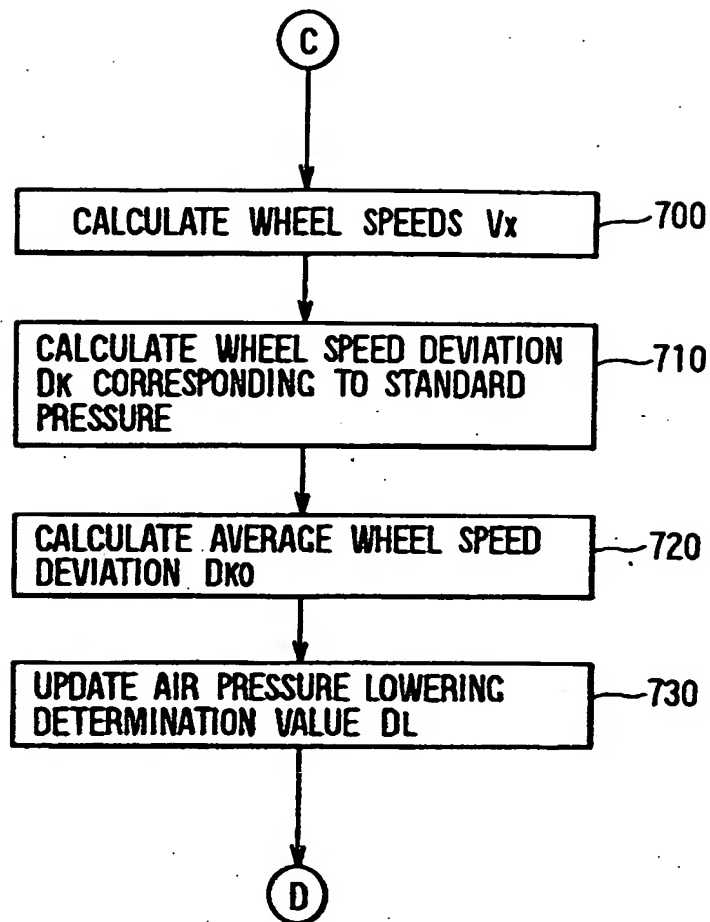 C
CALCULATE WHEEL SPEEDS Vx
700
CALCULATE WHEEL SPEED DEVIATION
DK CORRESPONDING TO STANDARD
PRESSURE
710
CALCULATE AVERAGE WHEEL SPEED
DEVIATION DKO
720
UPDATE AIR PRESSURE LOWERING
DETERMINATION VALUE DL
730
D